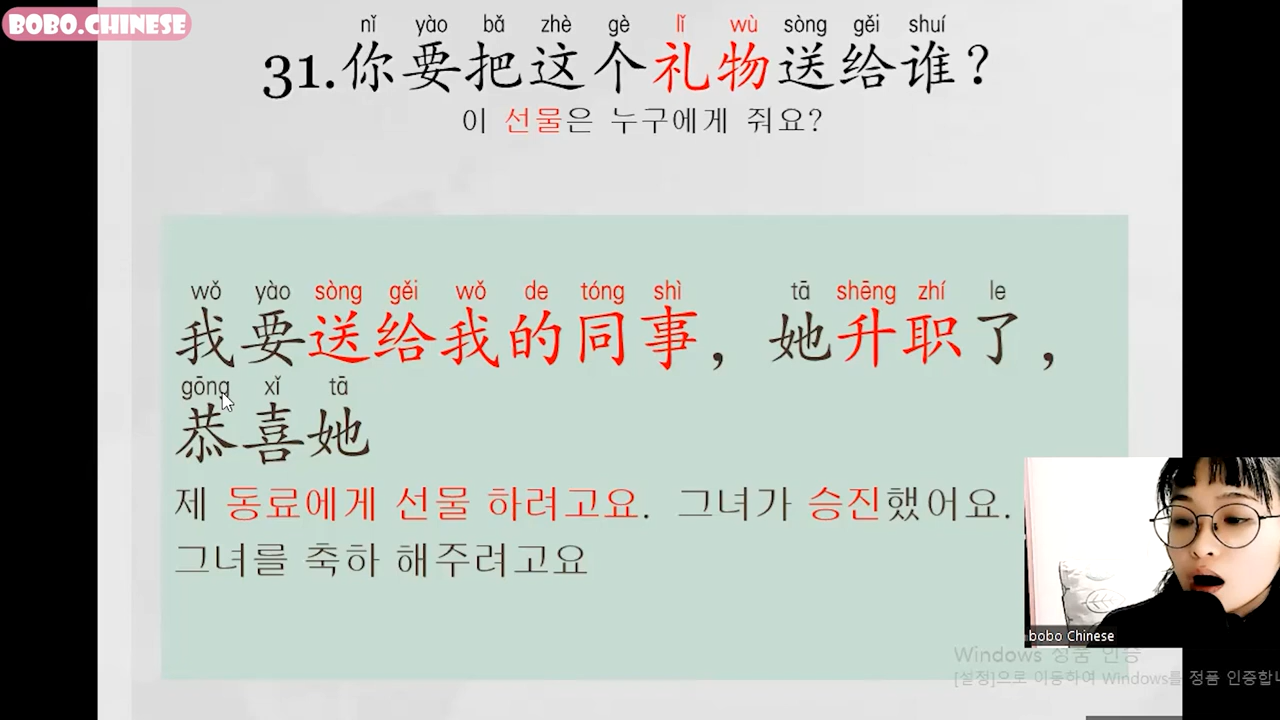 BOBO.CHINESE
nǐ yào bǎ zhè gè lǐ wù sòng gěi shuí
31.你要把这个礼物送给谁？
이 선물은 누구에게 줘요?
wǒ yào sòng gěi wǒ de tóng shì tā shēng zhí le
我要送给我的同事，她升职了，
gōng xǐ tā
恭喜她
제 동료에게 선물 하려고요. 그녀가 승진했어요.
그녀를 축하 해주려고요
bobo Chinese
Windows 정품 인증
[설정]으로 이동하여 Windows를 정품 인증합니